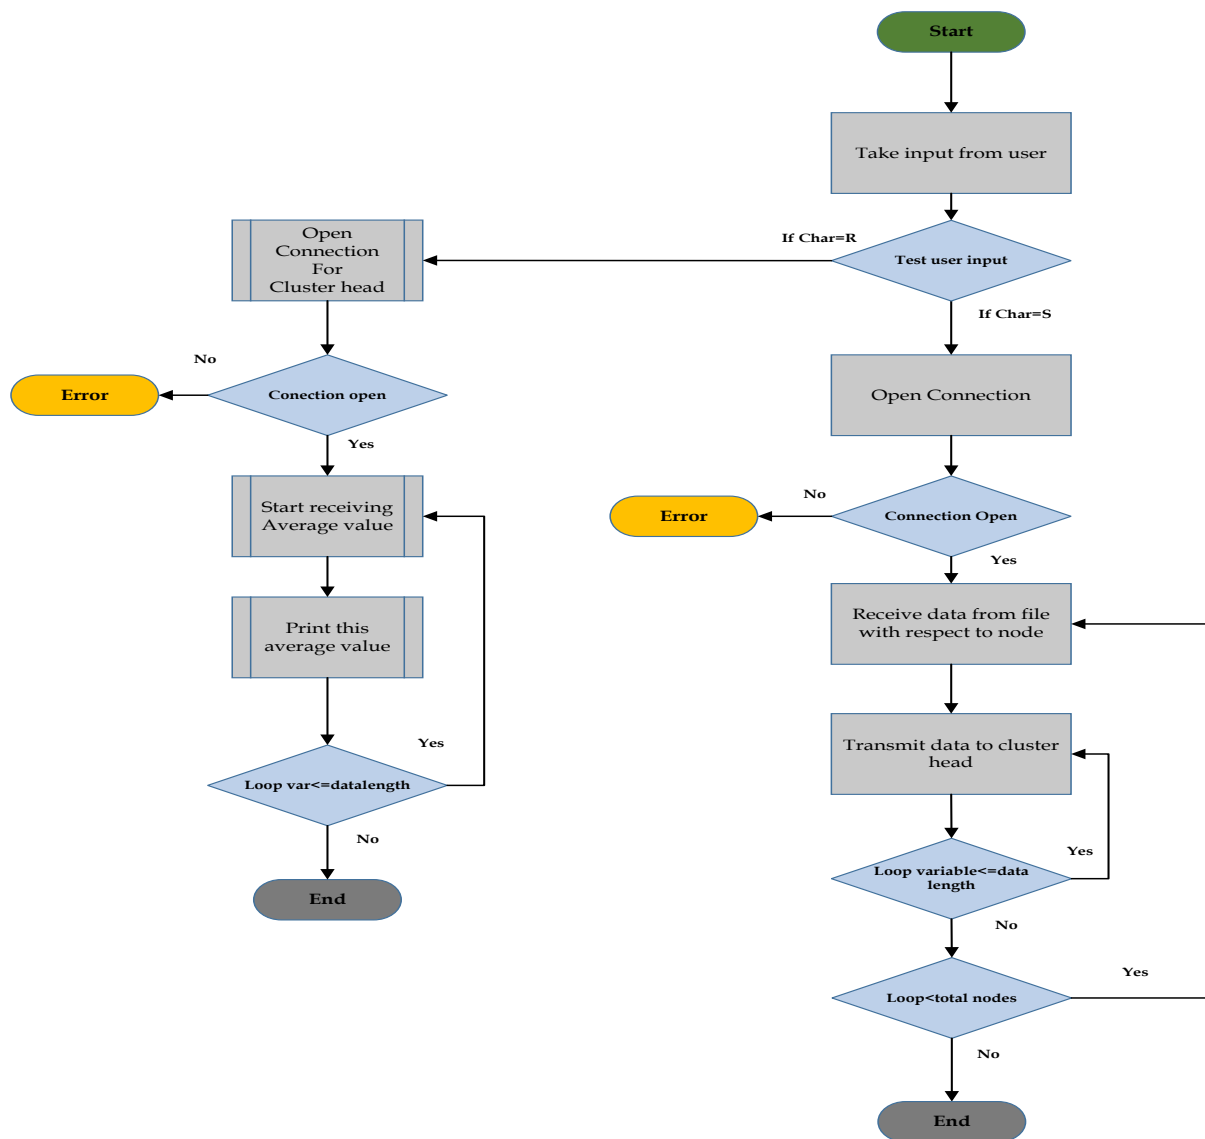 Start
Take input from user
If Char=R
Test user input
If Char=S
Open
Connection
For
Cluster head
No
Error
Conection open
Yes
Start receiving
Average value
Print this
average value
Yes
Loop var<=datalength
No
End
Open Connection
No
Error
Connection Open
Yes
Receive data from file
with respect to node
Transmit data to cluster
head
Yes
Loop variable<=data
length
No
Yes
Loop<total nodes
No
End